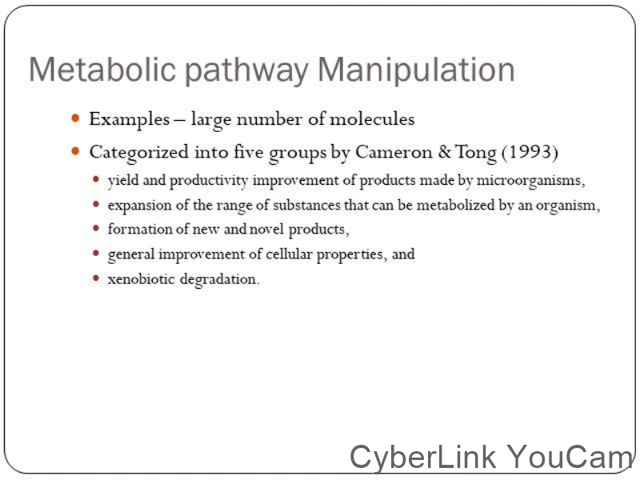 Metabolic pathway Manipulation
Examples – large number of molecules
Categorized into five groups by Cameron & Tong (1993)
yield and productivity improvement of products made by microorganisms,
expansion of the range of substances that can be metabolized by an organism,
formation of new and novel products,
general improvement of cellular properties, and
xenobiotic degradation.
CyberLink YouCam